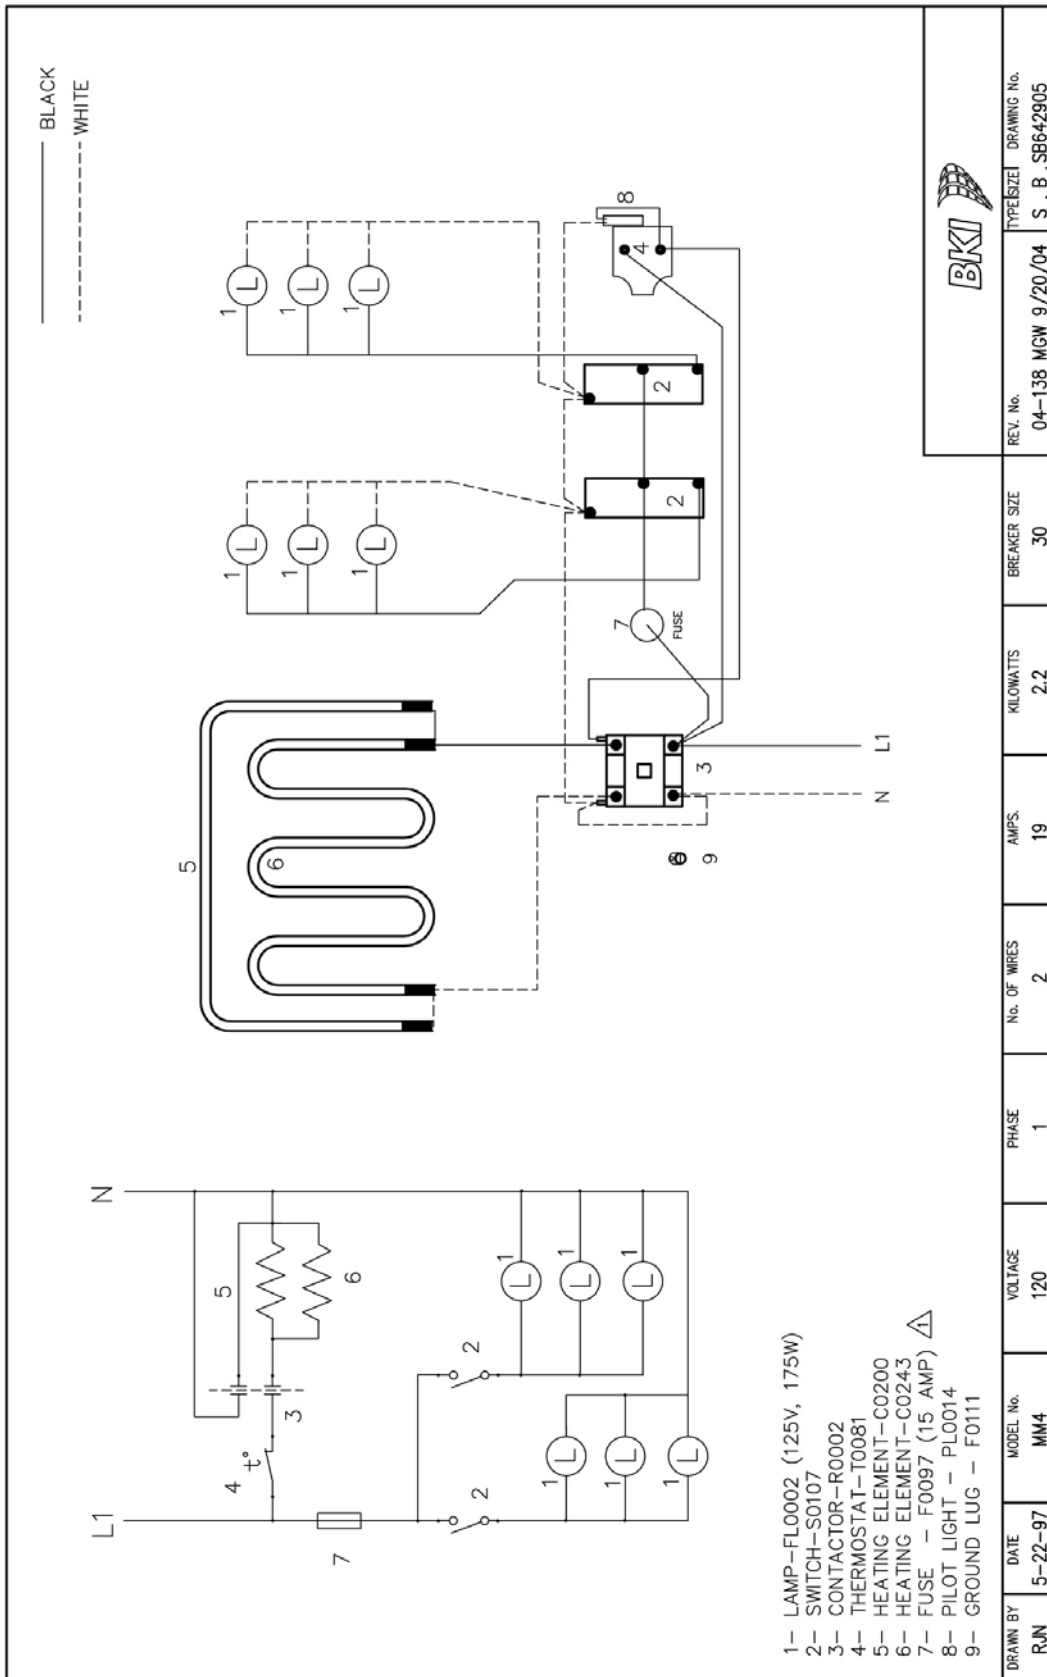 BLACK
WHITE
L1
N
4
t°
3
5
6
7
2
2
1
L
1
L
1
L
1
L
1
L
1
L
5
6
1
L
1
L
1
L
1
L
1
L
1
L
7
FUSE
2
2
4
8
3
9
N
L1
1– LAMP–FL0002 (125V, 175W)
2– SWITCH–S0107
3– CONTACTOR–R0002
4– THERMOSTAT–T0081
5– HEATING ELEMENT–C0200
6– HEATING ELEMENT–C0243
7– FUSE – F0097 (15 AMP) 1
8– PILOT LIGHT – PL0014
9– GROUND LUG – F0111
BKI
DRAWN BY DATE MODEL No. VOLTAGE PHASE No. OF WIRES AMPS. KILOWATTS BREAKER SIZE REV. No. TYPE SIZE DRAWING No.
RJN 5–22–97 MM4 120 1 2 19 2.2 30 04–138 MGW 9/20/04 S . B . SB642905